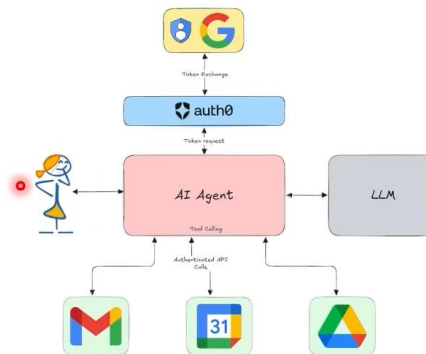 Token Exchange
auth0
Token request
AI Agent
LLM
Tool Calling
Authenticated API
Calls
31